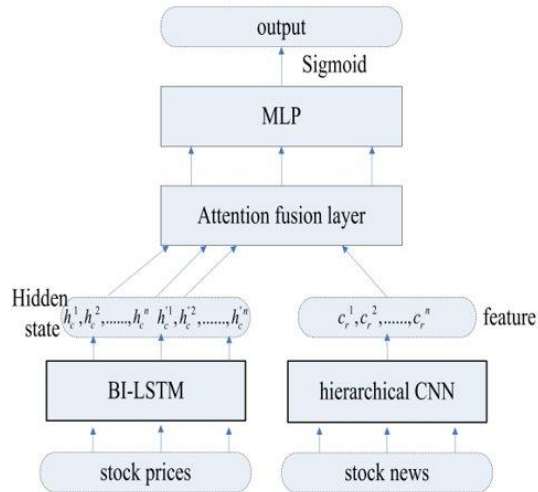 output
Sigmoid
MLP
Attention fusion layer
Hidden
state
h_c^1, h_c^2, ......, h_c^n h_c^'1, h_c^'2, ......, h_c^'n
c_r^1, c_r^2, ......, c_r^n
feature
BI-LSTM
hierarchical CNN
stock prices
stock news